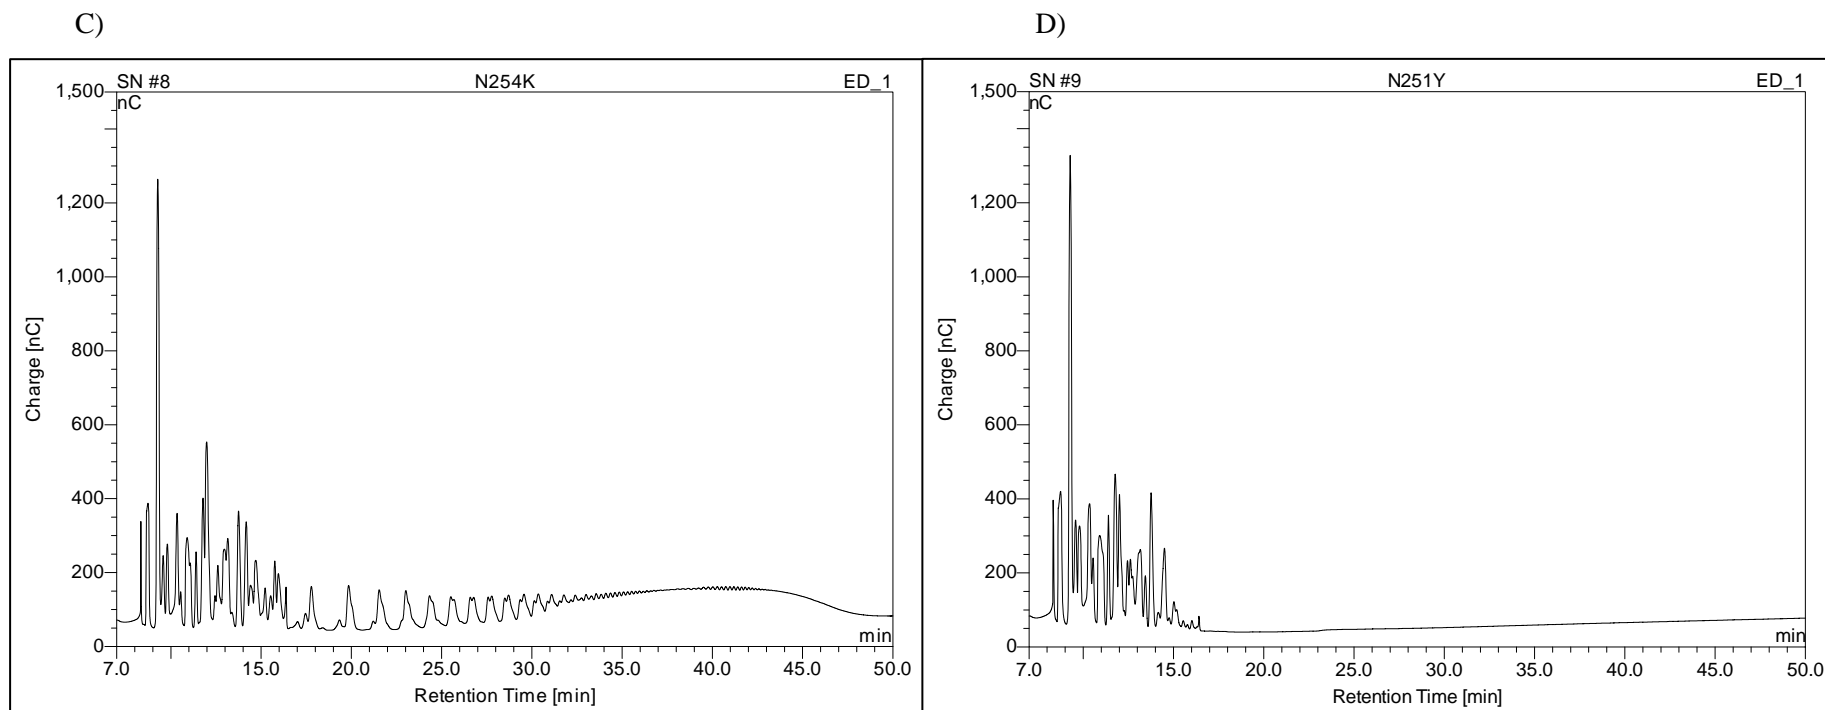 C)
D)
SN #8 N254K ED_1
nC
1,500
1,200
1,000
800
600
400
200
0
Charge [nC]
min
7.0 15.0 20.0 25.0 30.0 35.0 40.0 45.0 50.0
Retention Time [min]
SN #9 N251Y ED_1
nC
1,500
1,200
1,000
800
600
400
200
0
Charge [nC]
min
7.0 15.0 20.0 25.0 30.0 35.0 40.0 45.0 50.0
Retention Time [min]